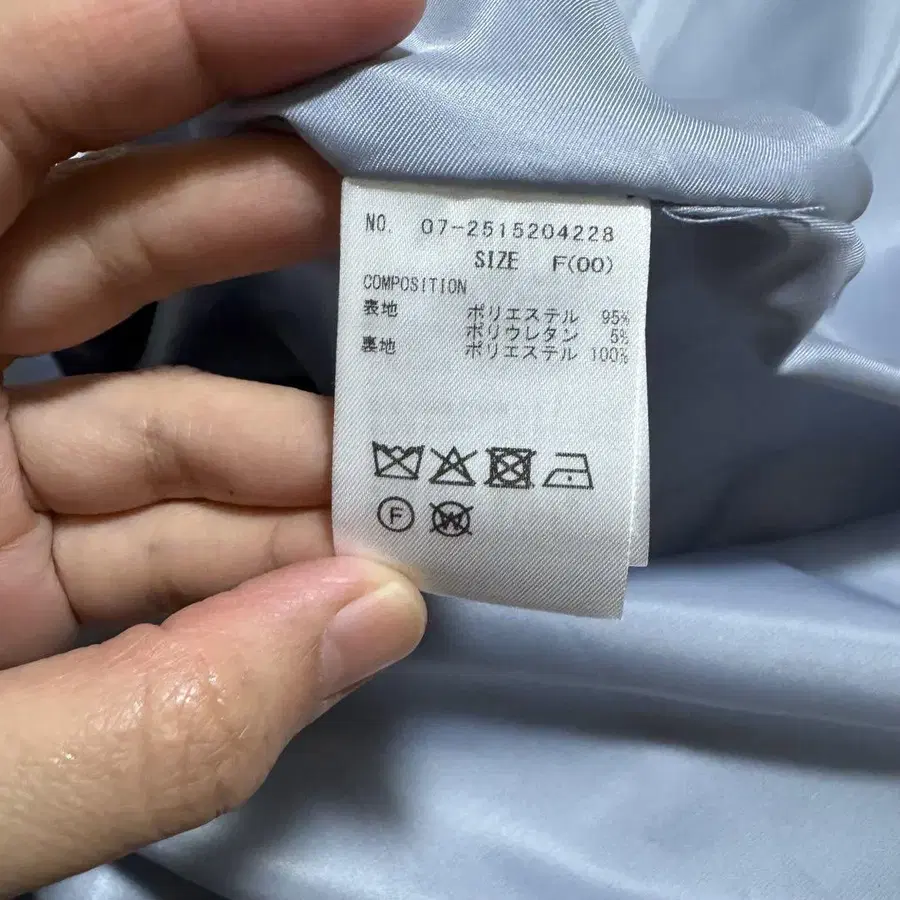 NO. 07-2515204228
SIZE F(00)
COMPOSITION
表地 ポリエステル 95%
ポリウレタン 5%
裏地 ポリエステル 100%
F
W